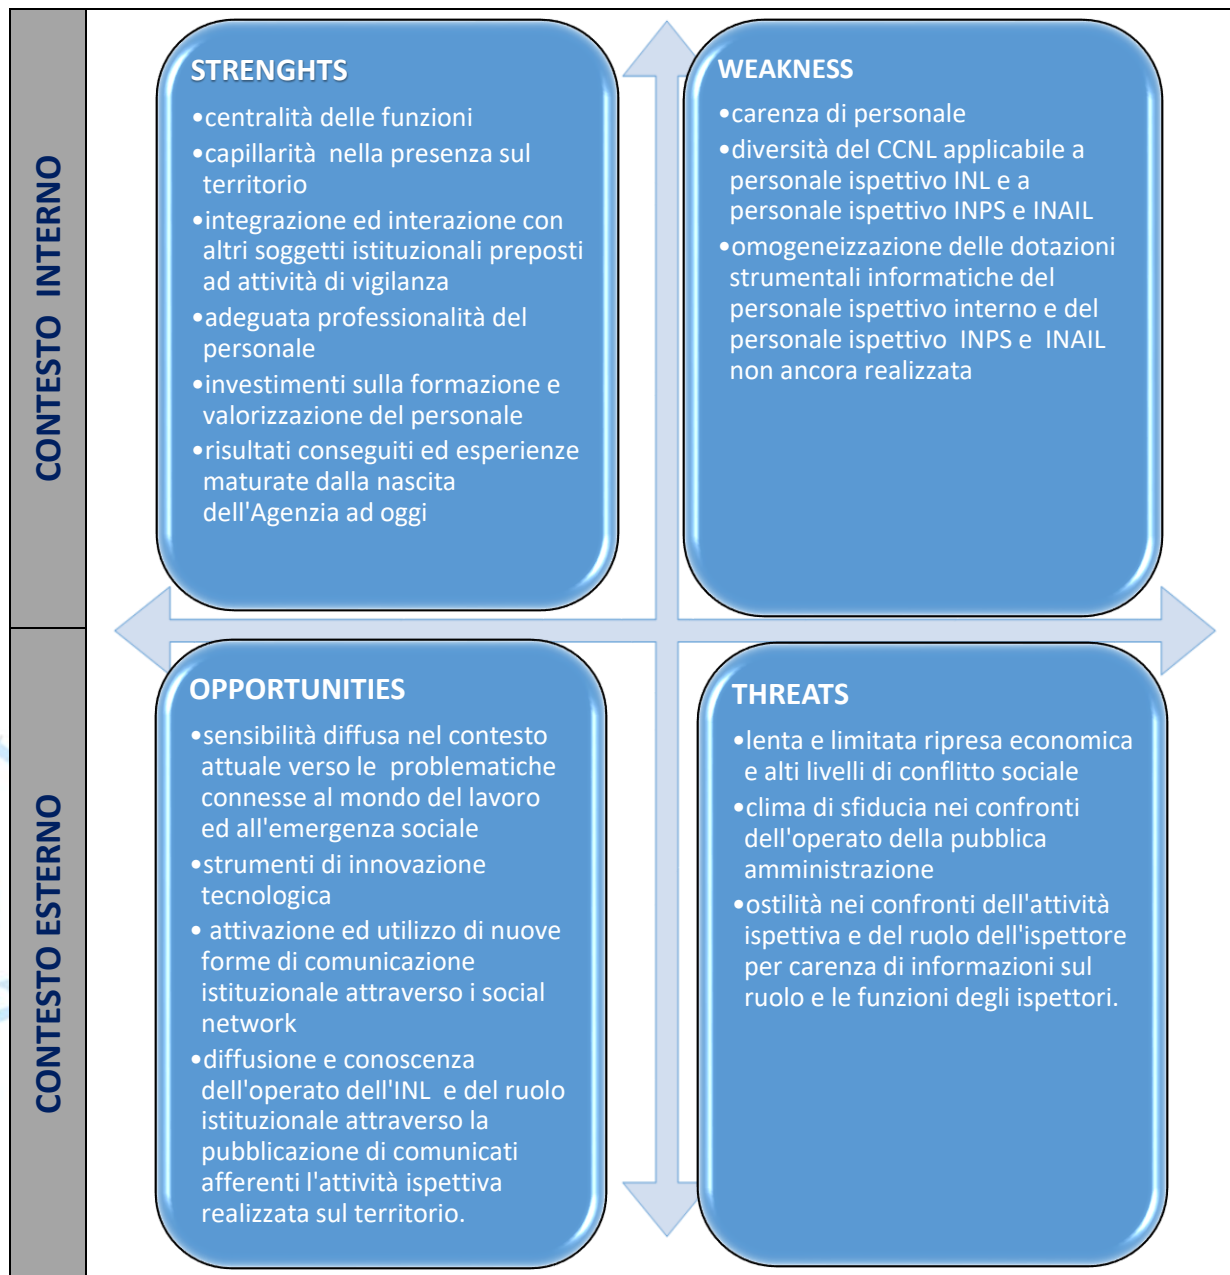 CONTESTO INTERNO
STRENGHTS
•centralità delle funzioni
•capillarità nella presenza sul
territorio
•integrazione ed interazione con
altri soggetti istituzionali preposti
ad attività di vigilanza
•adeguata professionalità del
personale
•investimenti sulla formazione e
valorizzazione del personale
•risultati conseguiti ed esperienze
maturate dalla nascita
dell'Agenzia ad oggi
WEAKNESS
•carenza di personale
•diversità del CCNL applicabile a
personale ispettivo INL e a
personale ispettivo INPS e INAIL
•omogeneizzazione delle dotazioni
strumentali informatiche del
personale ispettivo interno e del
personale ispettivo INPS e INAIL
non ancora realizzata
CONTESTO ESTERNO
OPPORTUNITIES
•sensibilità diffusa nel contesto
attuale verso le problematiche
connesse al mondo del lavoro
ed all'emergenza sociale
•strumenti di innovazione
tecnologica
• attivazione ed utilizzo di nuove
forme di comunicazione
istituzionale attraverso i social
network
•diffusione e conoscenza
dell'operato dell'INL e del ruolo
istituzionale attraverso la
pubblicazione di comunicati
afferenti l'attività ispettiva
realizzata sul territorio.
THREATS
•lenta e limitata ripresa economica
e alti livelli di conflitto sociale
•clima di sfiducia nei confronti
dell'operato della pubblica
amministrazione
•ostilità nei confronti dell'attività
ispettiva e del ruolo dell'ispettore
per carenza di informazioni sul
ruolo e le funzioni degli ispettori.